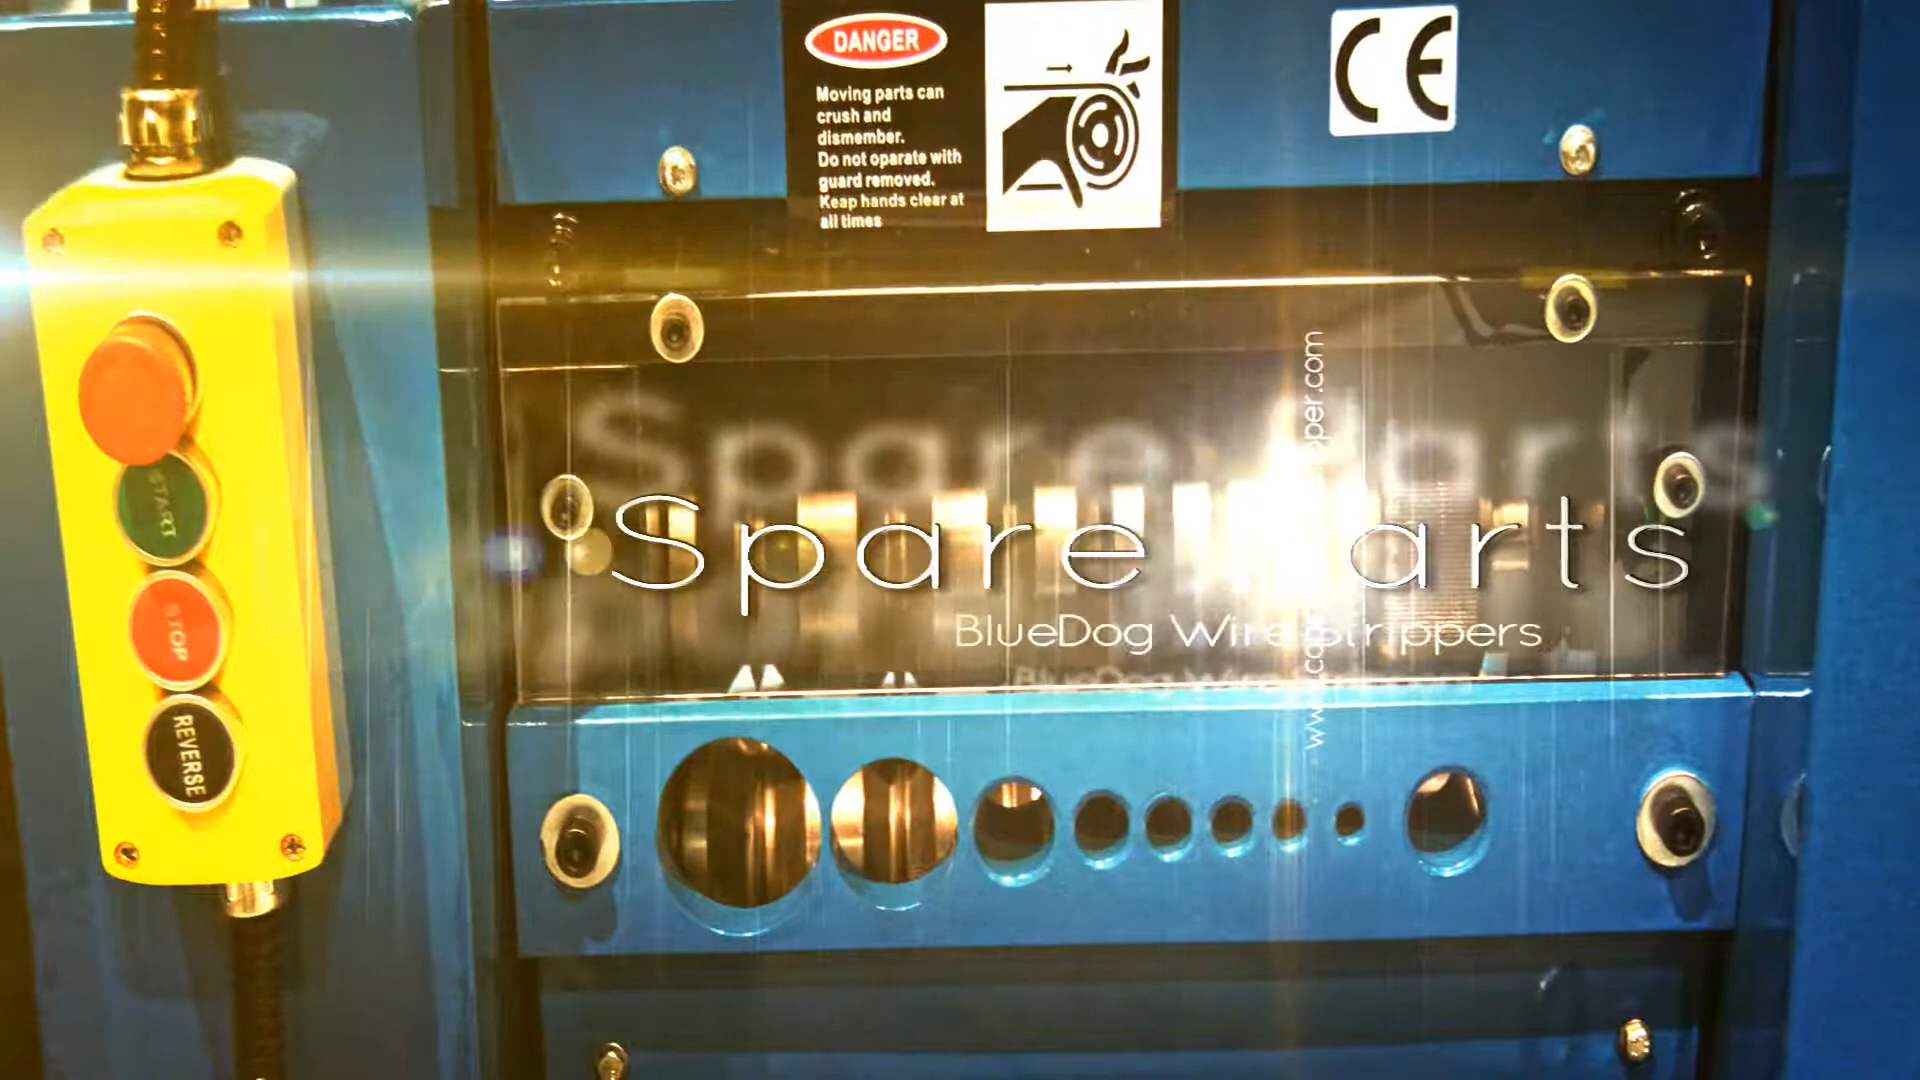 DANGER
Moving parts can
crush and
dismember.
Do not oparate with
guard removed.
Keap hands clear at
all times
CE
START
STOP
REVERSE
Spare arts
BlueDog Wire Strippers